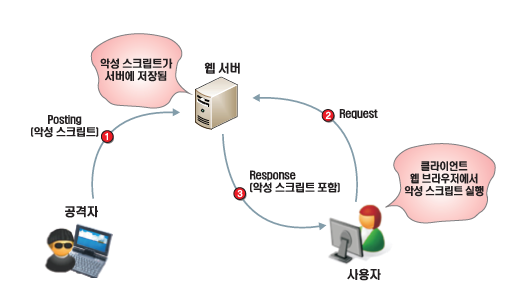 악성 스크립트가
서버에 저장됨
웹 서버
Posting
(악성 스크립트)
1
2
Request
Response
(악성 스크립트 포함)
3
클라이언트
웹 브라우저에서
악성 스크립트 실행
공격자
사용자